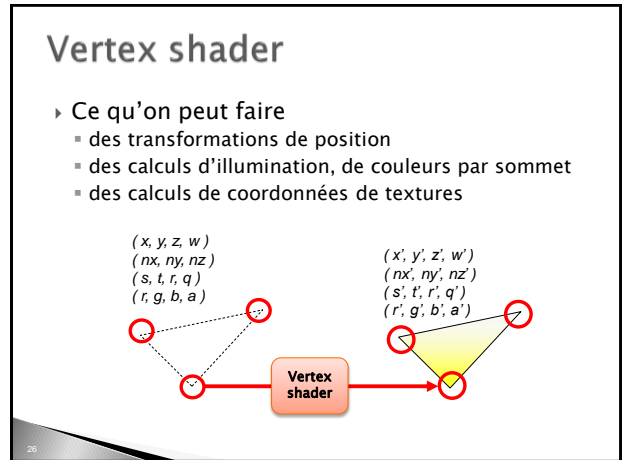 Vertex shader
Ce qu'on peut faire
des transformations de position
des calculs d'illumination, de couleurs par sommet
des calculs de coordonnées de textures
( x, y, z, w )
( nx, ny, nz )
( s, t, r, q )
( r, g, b, a )
( x', y', z', w' )
( nx', ny', nz' )
( s', t', r', q' )
( r', g', b', a' )
Vertex
shader
26